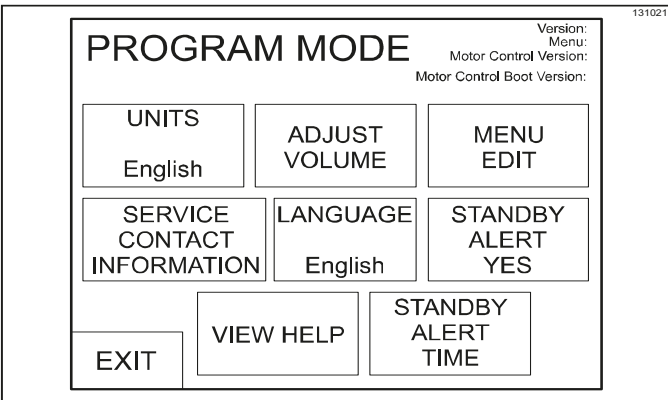 131021
PROGRAM MODE
Version:
Menu:
Motor Control Version:
Motor Control Boot Version:
UNITS
English
ADJUST
VOLUME
MENU
EDIT
SERVICE
CONTACT
INFORMATION
LANGUAGE
English
STANDBY
ALERT
YES
EXIT
VIEW HELP
STANDBY
ALERT
TIME